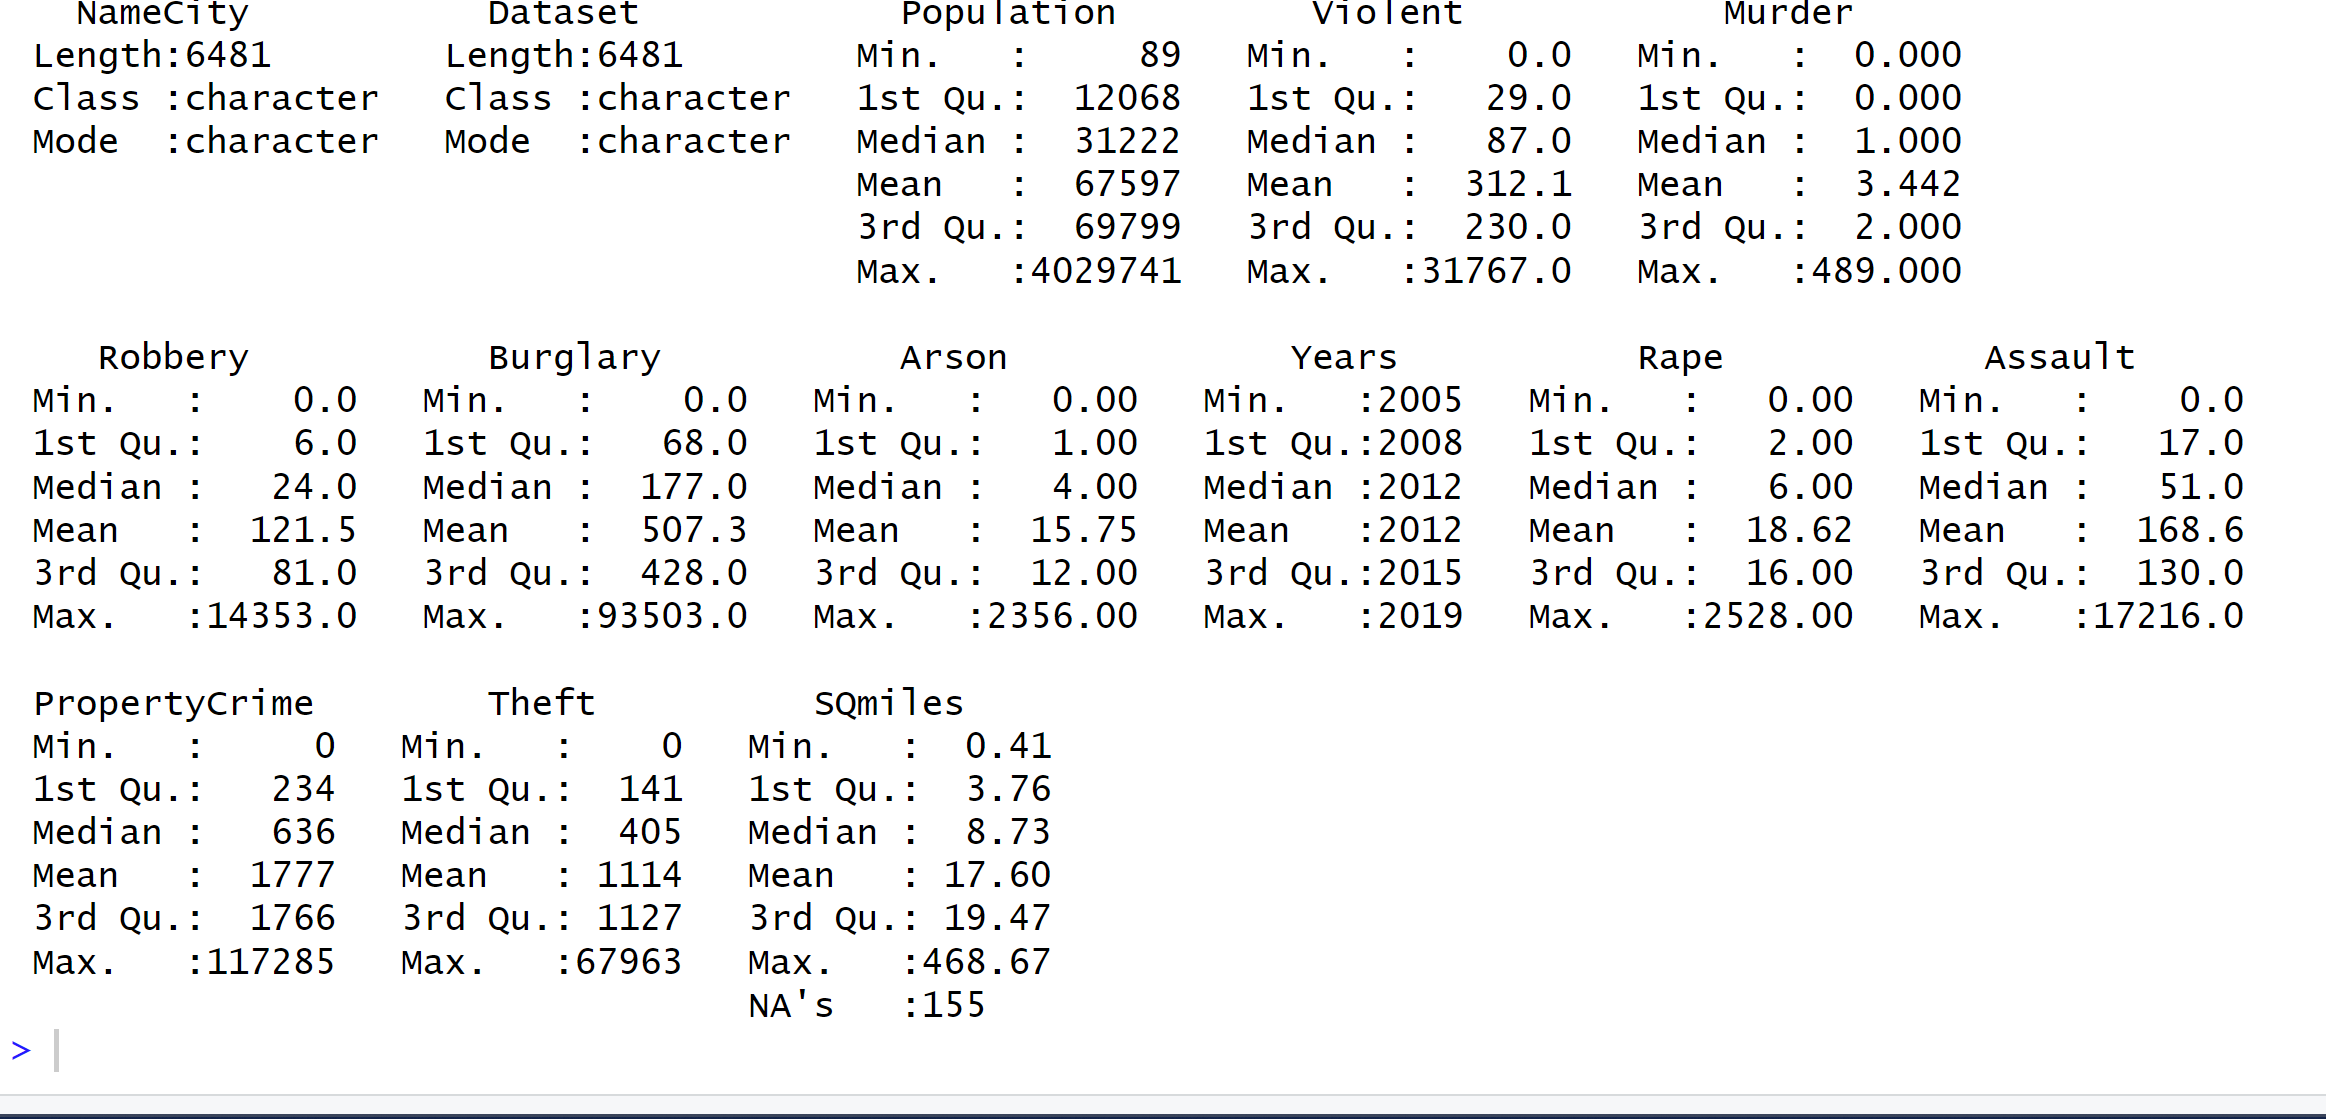 NameCity Dataset Population Violent Murder
Length:6481 Length:6481 Min. : 89 Min. : 0.0 Min. : 0.000
Class :character Class :character 1st Qu.: 12068 1st Qu.: 29.0 1st Qu.: 0.000
Mode :character Mode :character Median : 31222 Median : 87.0 Median : 1.000
Mean : 67597 Mean : 312.1 Mean : 3.442
3rd Qu.: 69799 3rd Qu.: 230.0 3rd Qu.: 2.000
Max. :4029741 Max. :31767.0 Max. :489.000
Robbery Burglary Arson Years Rape Assault
Min. : 0.0 Min. : 0.0 Min. : 0.00 Min. :2005 Min. : 0.00 Min. : 0.0
1st Qu.: 6.0 1st Qu.: 68.0 1st Qu.: 1.00 1st Qu.:2008 1st Qu.: 2.00 1st Qu.: 17.0
Median : 24.0 Median : 177.0 Median : 4.00 Median :2012 Median : 6.00 Median : 51.0
Mean : 121.5 Mean : 507.3 Mean : 15.75 Mean :2012 Mean : 18.62 Mean : 168.6
3rd Qu.: 81.0 3rd Qu.: 428.0 3rd Qu.: 12.00 3rd Qu.:2015 3rd Qu.: 16.00 3rd Qu.: 130.0
Max. :14353.0 Max. :93503.0 Max. :2356.00 Max. :2019 Max. :2528.00 Max. :17216.0
PropertyCrime Theft SQmiles
Min. : 0 Min. : 0 Min. : 0.41
1st Qu.: 234 1st Qu.: 141 1st Qu.: 3.76
Median : 636 Median : 405 Median : 8.73
Mean : 1777 Mean : 1114 Mean : 17.60
3rd Qu.: 1766 3rd Qu.: 1127 3rd Qu.: 19.47
Max. :117285 Max. :67963 Max. :468.67
NA's :155
>